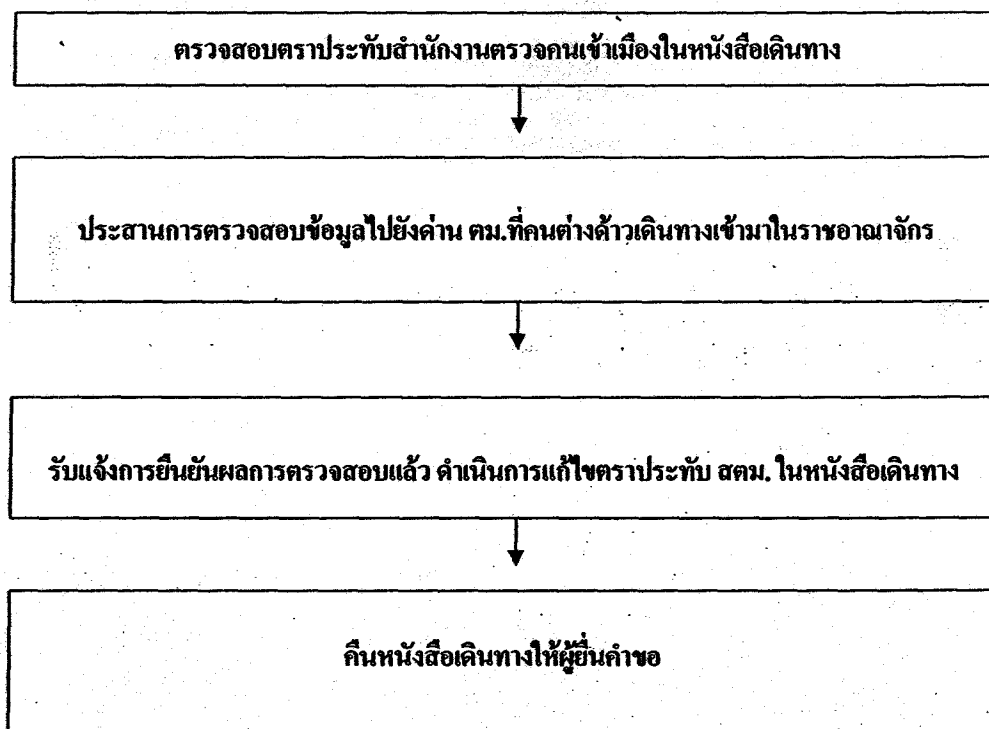 ตรวจสอบตราประทับสำนักงานตรวจคนเข้าเมืองในหนังสือเดินทาง
ประสานการตรวจสอบข้อมูลไปยังด่าน ตม.ที่คนต่างด้าวเดินทางเข้ามาในราชอาณาจักร
รับแจ้งการยืนยันผลการตรวจสอบแล้ว ดำเนินการแก้ไขตราประทับ สตม. ในหนังสือเดินทาง
คืนหนังสือเดินทางให้ผู้ยื่นคำขอ